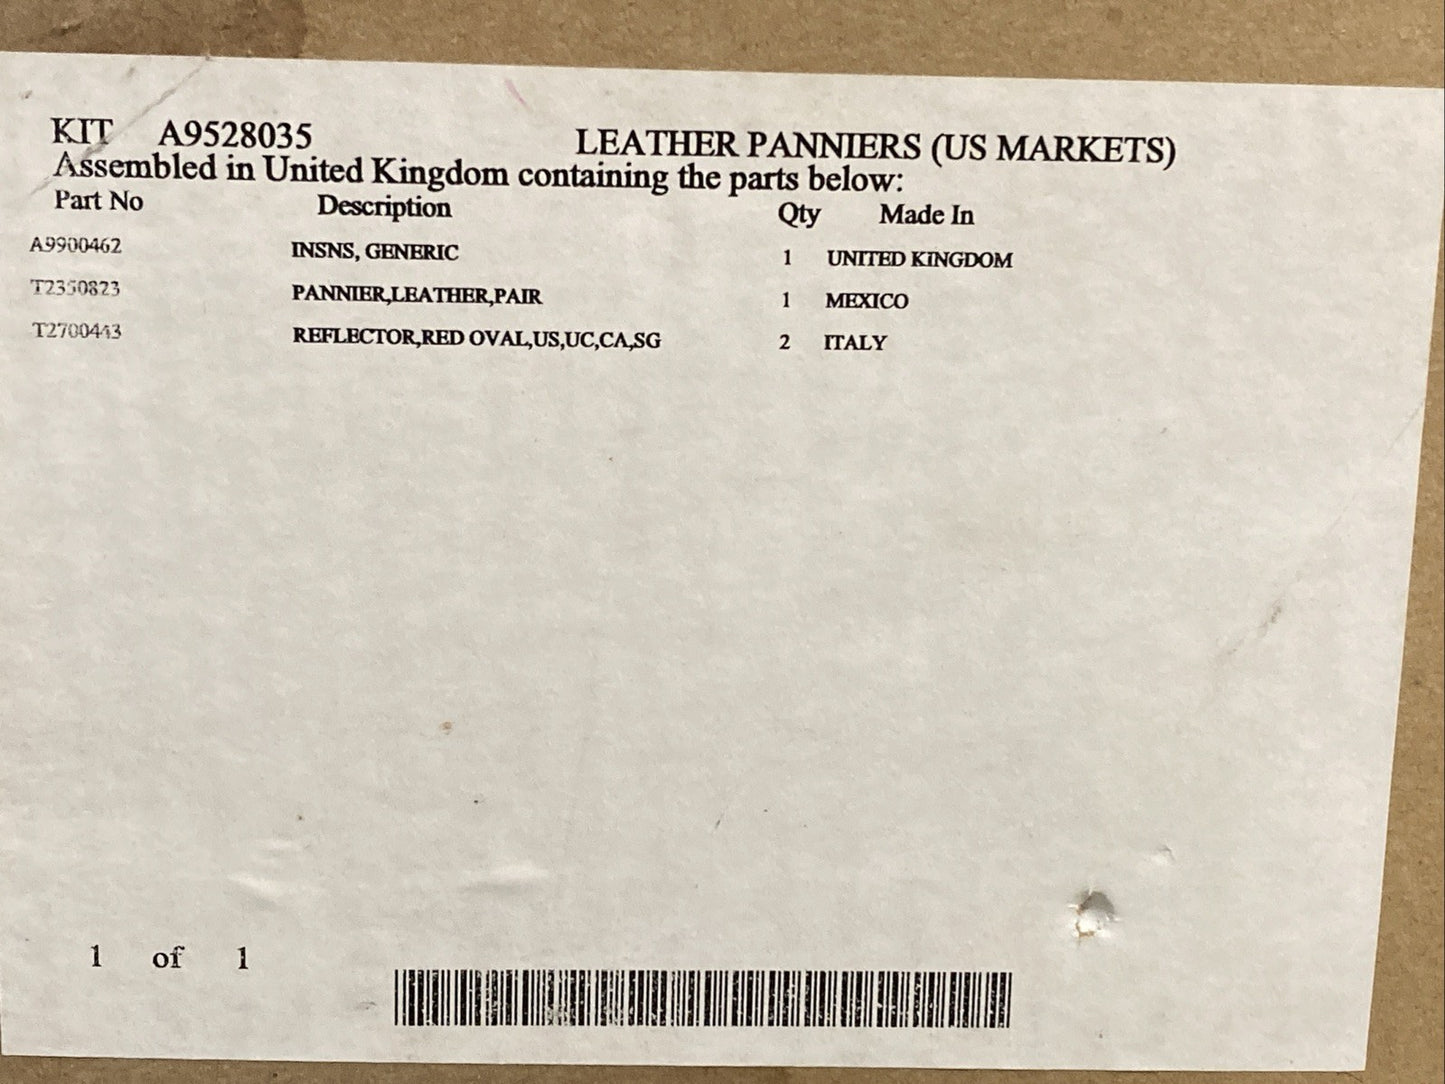 KIT A9528035 LEATHER PANNIERS (US MARKETS)
Assembled in United Kingdom containing the parts below:
Part No Description Qty Made In
A9900462 INSNS, GENERIC 1 UNITED KINGDOM
T2350823 PANNIER,LEATHER,PAIR 1 MEXICO
T2700443 REFLECTOR,RED OVAL,US,UC,CA,SG 2 ITALY
1 of 1